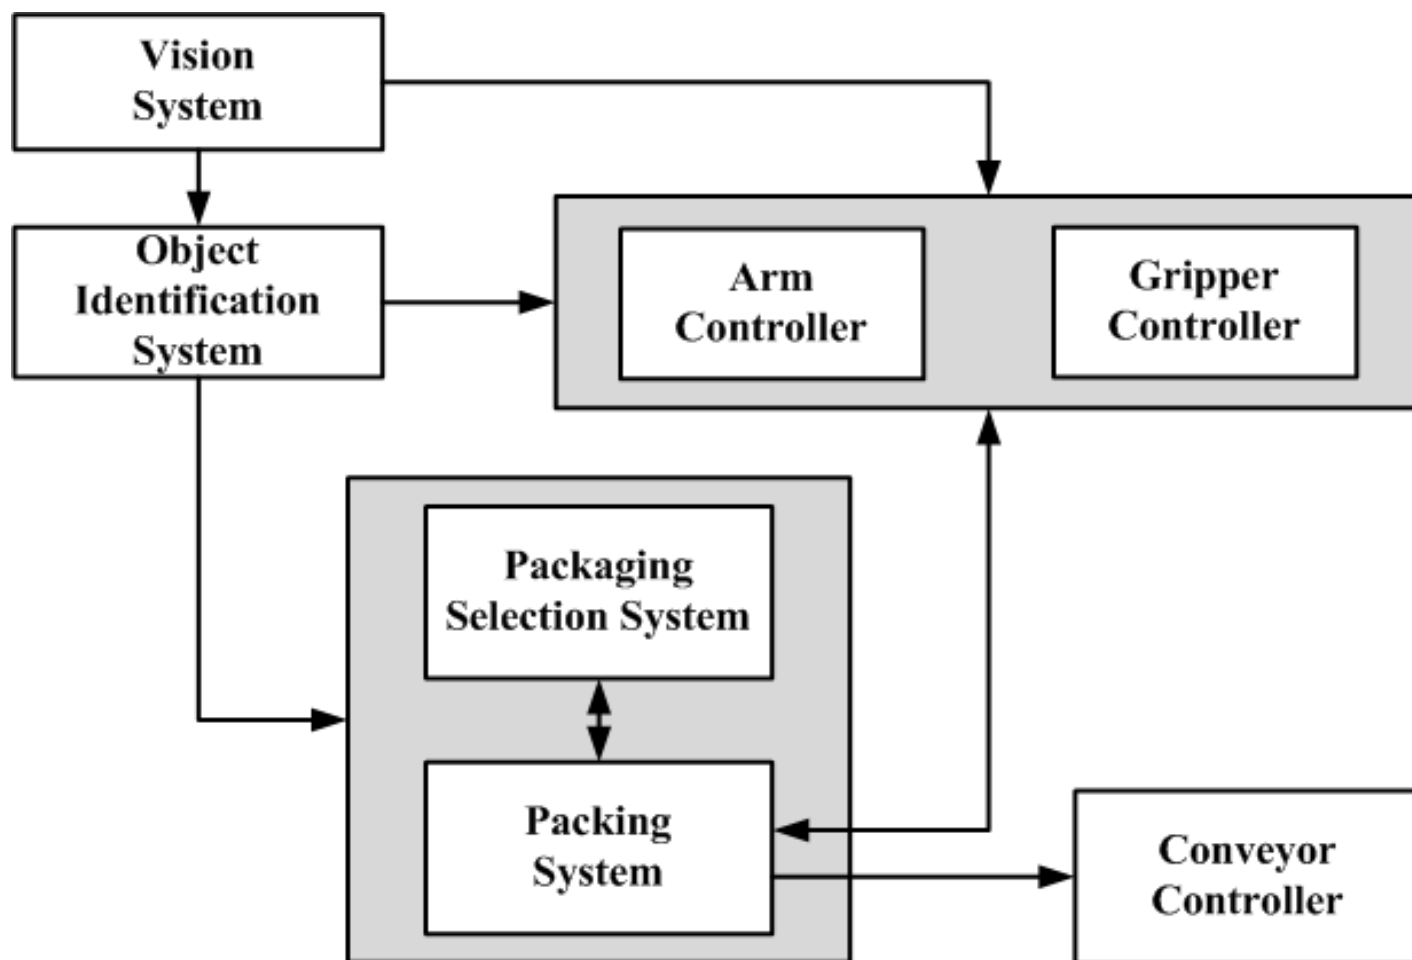 Vision
System
Object
Identification
System
Arm
Controller
Gripper
Controller
Packaging
Selection System
Packing
System
Conveyor
Controller